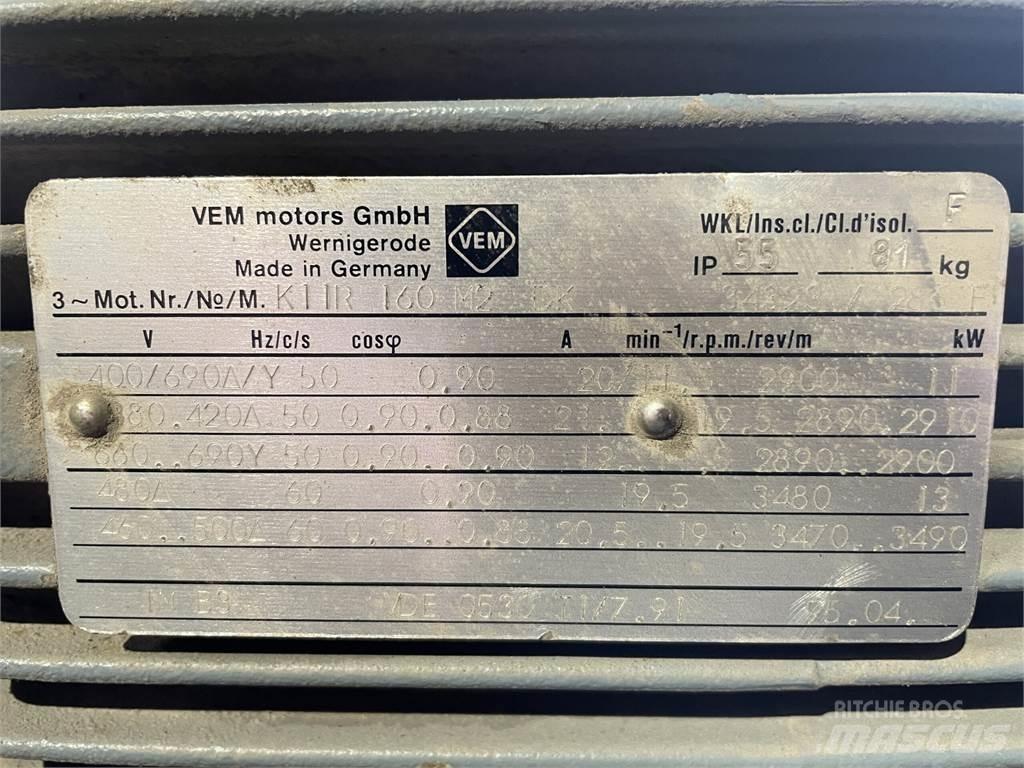 VEM motors GmbH
Wernigerode
Made in Germany
VEM
WKL/Ins.cl./Cl.d'isol. F
IP 55 81 kg
3~Mot.Nr./No/M. K11R 160 M2
V Hz/c/s cosφ A min⁻¹/r.p.m./rev/m kW
400/690Δ/Y 50 0.90 20/11. 2900 11
380.420Δ 50 0.90.0.88 19.5 2890.2910
660..690Y 50 0.90..0.90 12.. 2890..2900
480Δ 60 0.90 19.5 3480 13
460..500Δ 60 0.90..0.88 20.5..19.5 3470..3490
IM B3 VDE 0530 T1/7.91 95.04.
RITCHIE BROS.
MASCUS